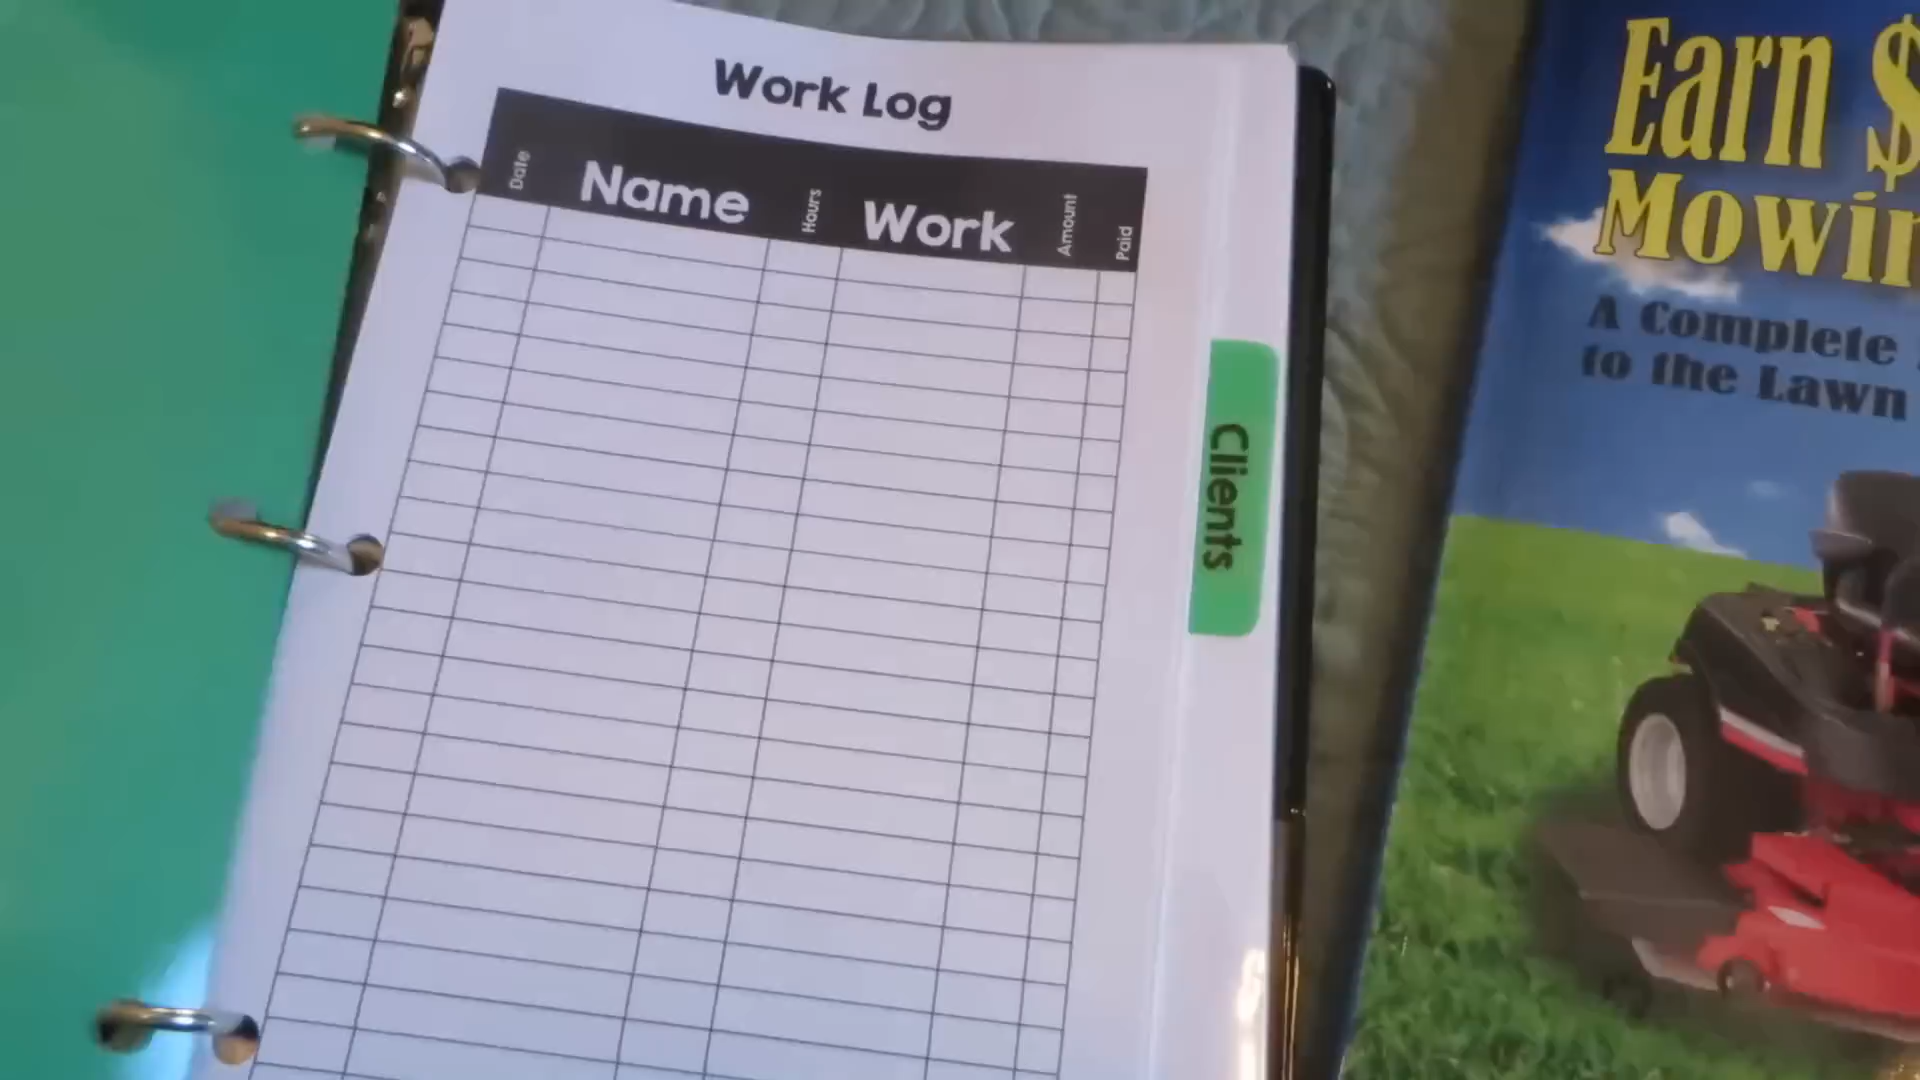 Work Log
Date Name Hours Work Amount Paid
Clients
Earn $
Mowin
A Complete
to the Lawn